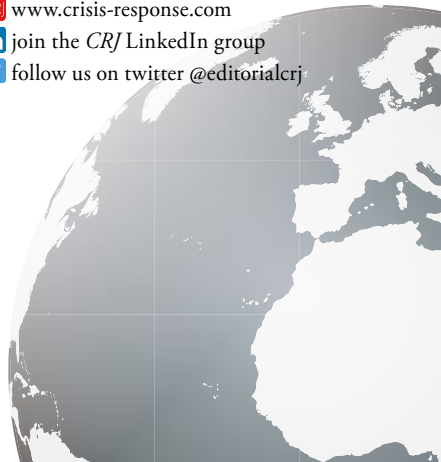 www.crisis-response.com
join the CRJ LinkedIn group
follow us on twitter @editorialcrj